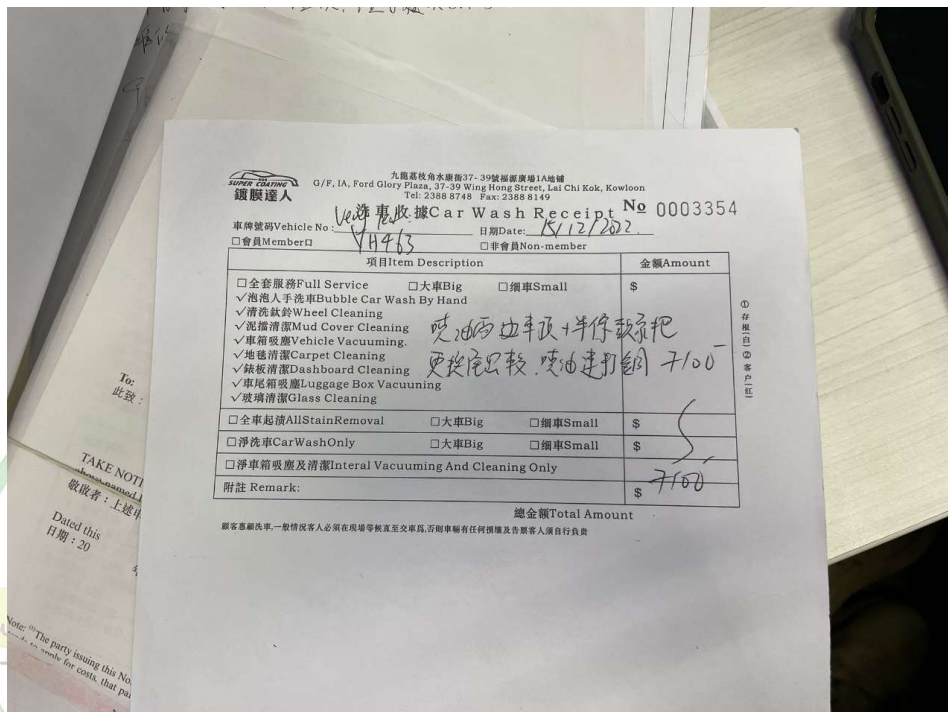 SUPER COATING
鍍膜達人
九龍荔枝角永康街37-39號福源廣場1A地鋪
G/F, 1A, Ford Glory Plaza, 37-39 Wing Hong Street, Lai Chi Kok, Kowloon
Tel: 2388 8748 Fax: 2388 8149
洗車收據Car Wash Receipt
No 0003354
車牌號码Vehicle No:
YH463
日期Date: 15/12/2022
□會員Member口
□非會員Non-member
項目Item Description
金額Amount
□全套服務Full Service □大車Big □细車Small $
✓泡泡人手洗車Bubble Car Wash By Hand
✓清洗鈦鈴Wheel Cleaning
✓泥擋清潔Mud Cover Cleaning
✓車箱吸塵Vehicle Vacuuming.
✓地毯清潔Carpet Cleaning
✓錶板清潔Dashboard Cleaning
✓車尾箱吸塵Luggage Box Vacuuning
✓玻璃清潔Glass Cleaning
噴油兩边車頂+半保
更換尾 較.噴油連打 7100
□全車起漬AllStainRemoval □大車Big □细車Small $
□淨洗車CarWashOnly □大車Big □细車Small $
□淨車箱吸塵及清潔Interal Vacuuming And Cleaning Only
附註 Remark:
$ 7100
總金額Total Amount
顧客惠顧洗車,一般情況客人必須在現場等候直至交車爲,否則車輛有任何損壞及告票客人須自行負責
①存根(白)②客户(紅)
To:
此致:
TAKE NOTI
above named
敬啟者:上述
Dated this
日期:20
Note: The party issuing this No
to apply for costs, that pa